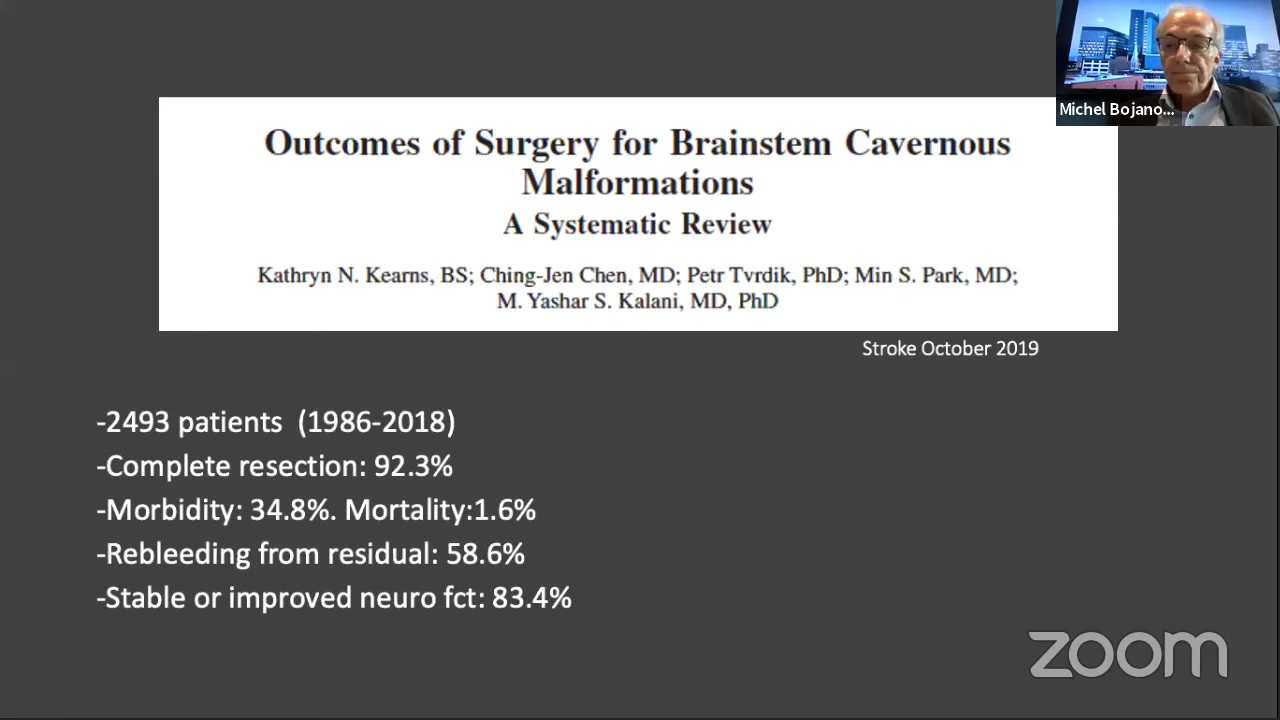 Michel Bojano...
Outcomes of Surgery for Brainstem Cavernous
Malformations
A Systematic Review
Kathryn N. Kearns, BS; Ching-Jen Chen, MD; Petr Tvrdik, PhD; Min S. Park, MD;
M. Yashar S. Kalani, MD, PhD
Stroke October 2019
-2493 patients  (1986-2018)
-Complete resection: 92.3%
-Morbidity: 34.8%. Mortality:1.6%
-Rebleeding from residual: 58.6%
-Stable or improved neuro fct: 83.4%
zoom